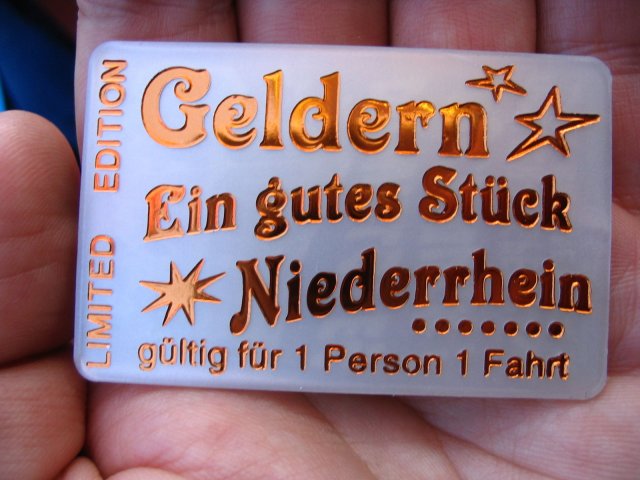 LIMITED EDITION
Geldern
Ein gutes Stück
Niederrhein
gültig für 1 Person 1 Fahrt